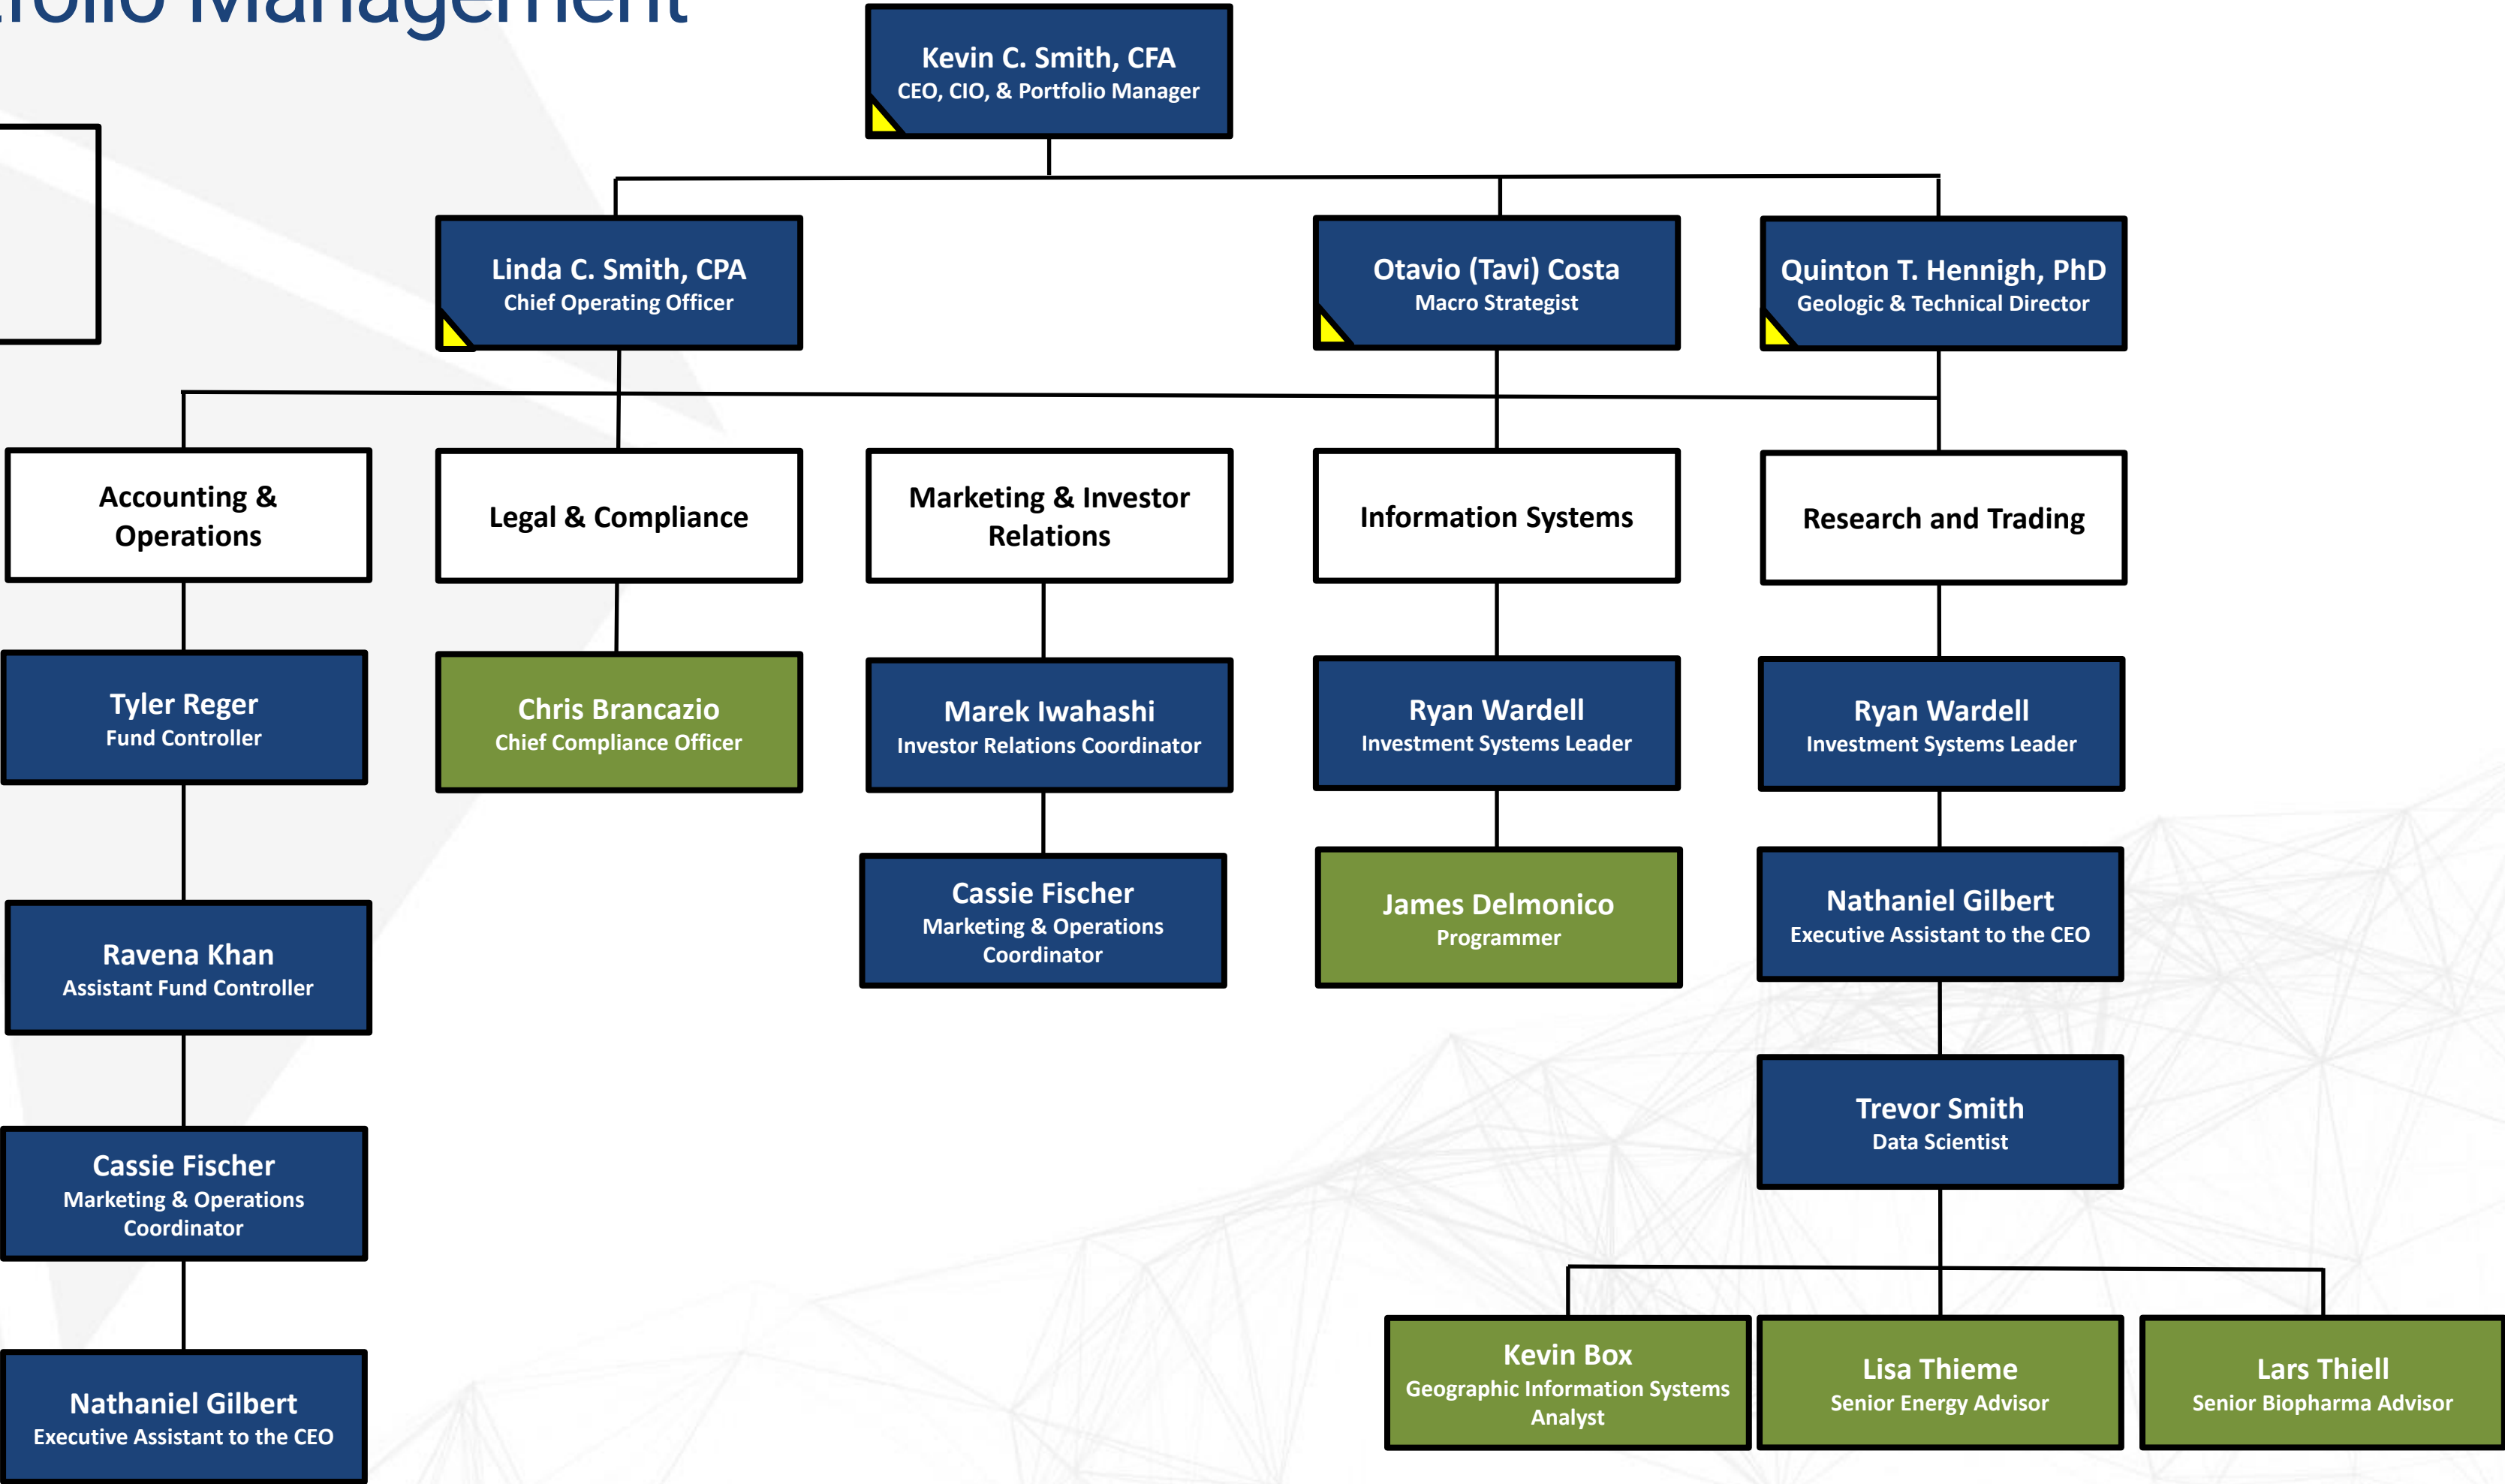 folio Management
Kevin C. Smith, CFA
CEO, CIO, & Portfolio Manager
Linda C. Smith, CPA
Chief Operating Officer
Otavio (Tavi) Costa
Macro Strategist
Quinton T. Hennigh, PhD
Geologic & Technical Director
Accounting &
Operations
Legal & Compliance
Marketing & Investor
Relations
Information Systems
Research and Trading
Tyler Reger
Fund Controller
Chris Brancazio
Chief Compliance Officer
Marek Iwahashi
Investor Relations Coordinator
Ryan Wardell
Investment Systems Leader
Ryan Wardell
Investment Systems Leader
Ravena Khan
Assistant Fund Controller
Cassie Fischer
Marketing & Operations
Coordinator
James Delmonico
Programmer
Nathaniel Gilbert
Executive Assistant to the CEO
Cassie Fischer
Marketing & Operations
Coordinator
Trevor Smith
Data Scientist
Nathaniel Gilbert
Executive Assistant to the CEO
Kevin Box
Geographic Information Systems
Analyst
Lisa Thieme
Senior Energy Advisor
Lars Thiell
Senior Biopharma Advisor